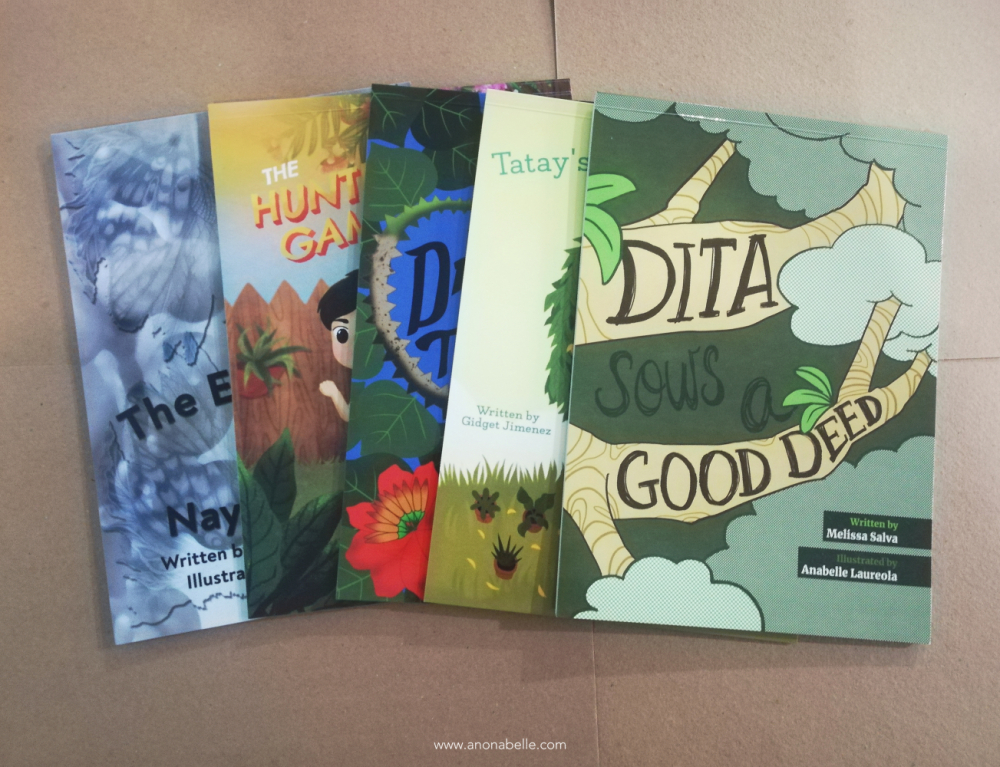 The E
Nay
Written b
Illustra
THE
HUNT
GAM
D
T
Tatay's
Written by
Gidget Jimenez
DITA
sows a
GOOD DEED
Written by
Melissa Salva
Illustrated by
Anabelle Laureola
www.anonabelle.com